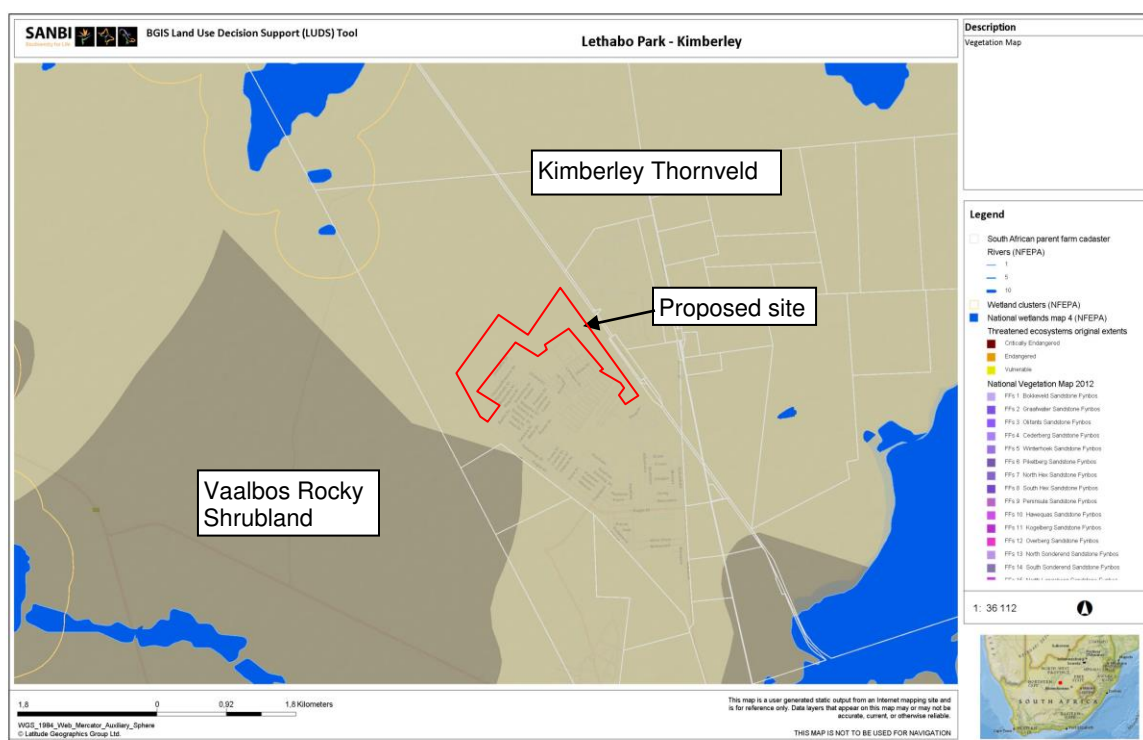 SANBI
Biodiversity for Life
BGIS Land Use Decision Support (LUDS) Tool
Lethabo Park - Kimberley
Description
Vegetation Map
Kimberley Thornveld
Proposed site
Vaalbos Rocky
Shrubland
Legend
South African parent farm cadaster
Rivers (NFEPA)
1
5
10
Wetland clusters (NFEPA)
National wetlands map 4 (NFEPA)
Threatened ecosystems original extents
Critically Endangered
Endangered
Vulnerable
National Vegetation Map 2012
FFs 1 Bokkeveld Sandstone Fynbos
FFs 2 Graafwater Sandstone Fynbos
FFs 3 Olifants Sandstone Fynbos
FFs 4 Cederberg Sandstone Fynbos
FFs 5 Winterhoek Sandstone Fynbos
FFs 6 Piketberg Sandstone Fynbos
FFs 7 North Hex Sandstone Fynbos
FFs 8 South Hex Sandstone Fynbos
FFs 9 Peninsula Sandstone Fynbos
FFs 10 Hawequas Sandstone Fynbos
FFs 11 Kogelberg Sandstone Fynbos
FFs 12 Overberg Sandstone Fynbos
FFs 13 North Sonderend Sandstone Fynbos
FFs 14 South Sonderend Sandstone Fynbos
1: 36 112
SOUTH AFRICA
1,8 0 0,92 1,8 Kilometers
WGS_1984_Web_Mercator_Auxiliary_Sphere
© Latitude Geographics Group Ltd.
This map is a user generated static output from an Internet mapping site and
is for reference only. Data layers that appear on this map may or may not be
accurate, current, or otherwise reliable.
THIS MAP IS NOT TO BE USED FOR NAVIGATION